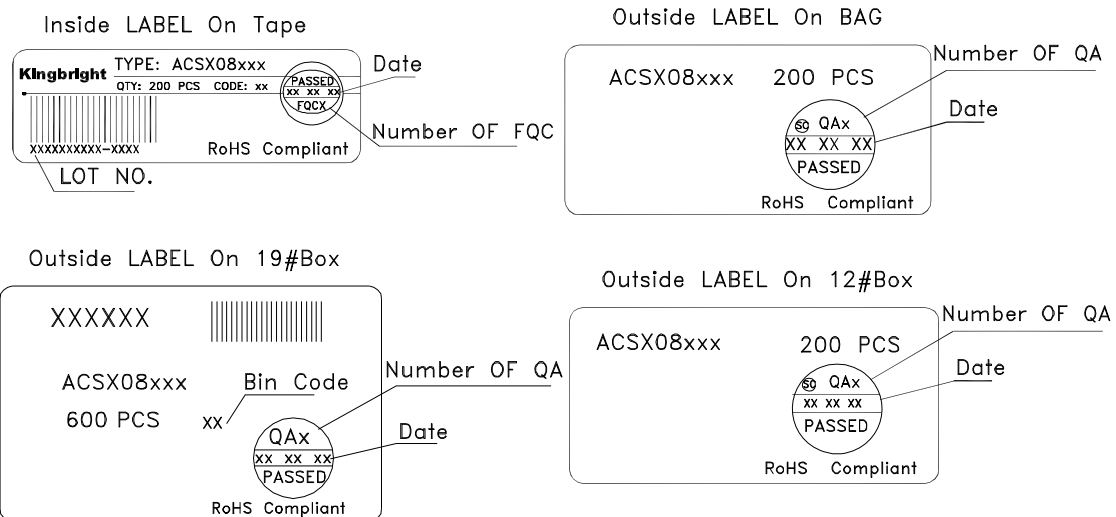 Inside LABEL On Tape
Kingbright
TYPE: ACSX08xxx
QTY: 200 PCS CODE: xx
PASSED
xx xx xx
FQCX
Date
Number OF FQC
XXXXXXXXXX-XXXX
RoHS Compliant
LOT NO.
Outside LABEL On BAG
ACSX08xxx
200 PCS
Number OF QA
SG QAx
Date
XX XX XX
PASSED
RoHS Compliant
Outside LABEL On 19#Box
XXXXXX
ACSX08xxx
Bin Code
Number OF QA
600 PCS
xx
QAx
Date
xx xx xx
PASSED
RoHS Compliant
Outside LABEL On 12#Box
ACSX08xxx
200 PCS
Number OF QA
SG QAx
Date
xx xx xx
PASSED
RoHS Compliant